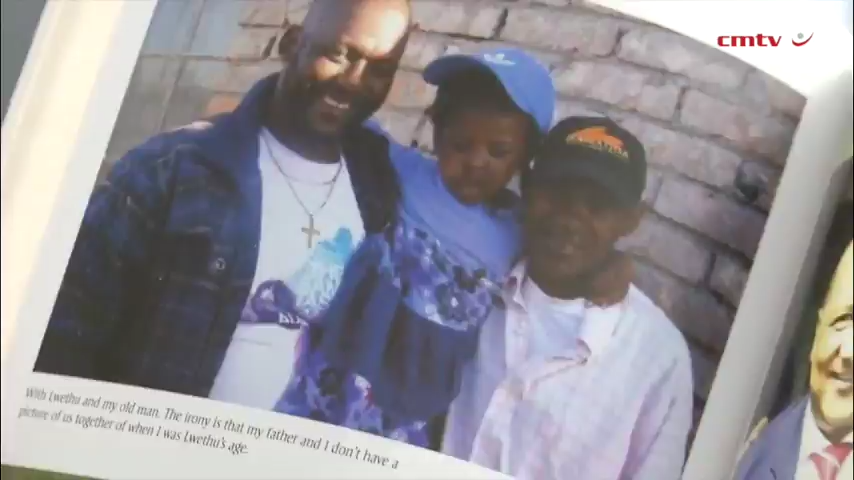 cmtv
With Lwethu and my old man. The irony is that my father and I don't have a
picture of us together of when I was Lwethu's age.